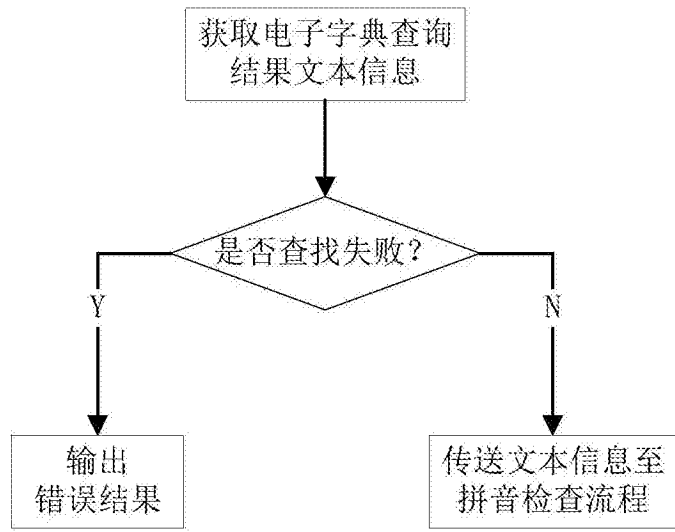 获取电子字典查询
结果文本信息
是否查找失败?
Y
N
输出
错误结果
传送文本信息至
拼音检查流程